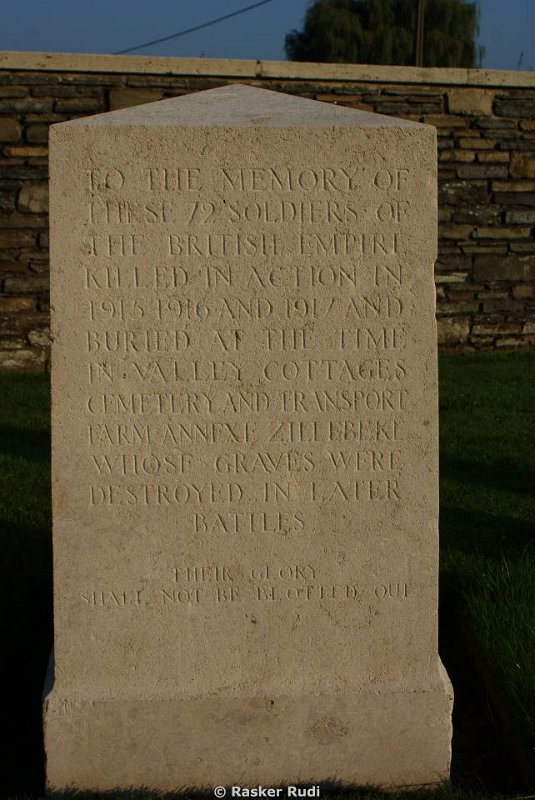 TO THE MEMORY OF
THESE 72 SOLDIERS OF
THE BRITISH EMPIRE
KILLED IN ACTION IN
1915 1916 AND 1917 AND
BURIED AT THE TIME
IN VALLEY COTTAGES
CEMETERY AND TRANSPORT
FARM ANNEXE ZILLEBEKE
WHOSE GRAVES WERE
DESTROYED IN LATER
BATTLES
THEIR GLORY
SHALL NOT BE BLOTTED OUT
© Rasker Rudi